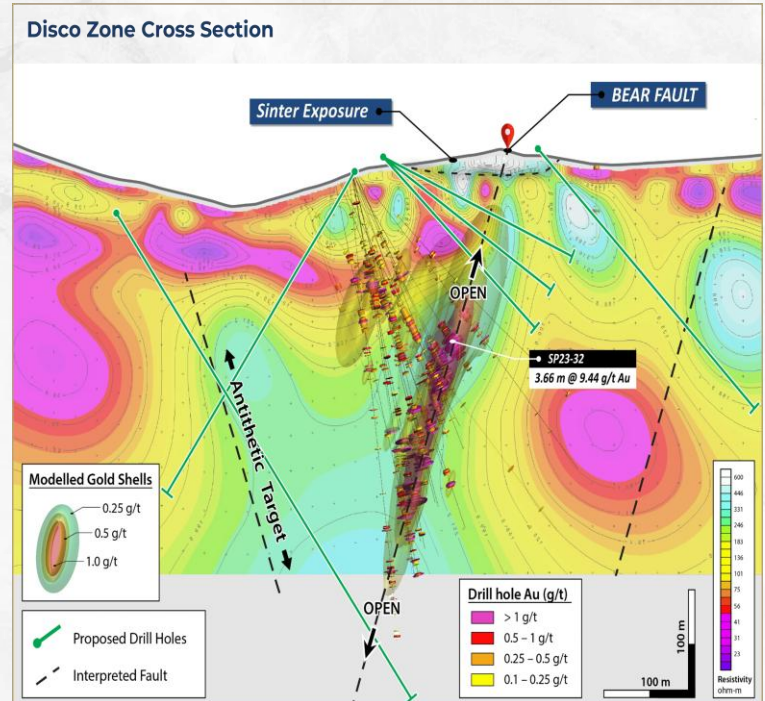 Disco Zone Cross Section
Sinter Exposure
BEAR FAULT
OPEN
SP23-32
3.66 m @ 9.44 g/t Au
Antithetic Target
OPEN
Modelled Gold Shells
0.25 g/t
0.5 g/t
1.0 g/t
Proposed Drill Holes
Interpreted Fault
Drill hole Au (g/t)
> 1 g/t
0.5 – 1 g/t
0.25 – 0.5 g/t
0.1 – 0.25 g/t
100 m
100 m
600
446
331
246
183
136
101
75
56
41
31
23
Resistivity
ohm-m